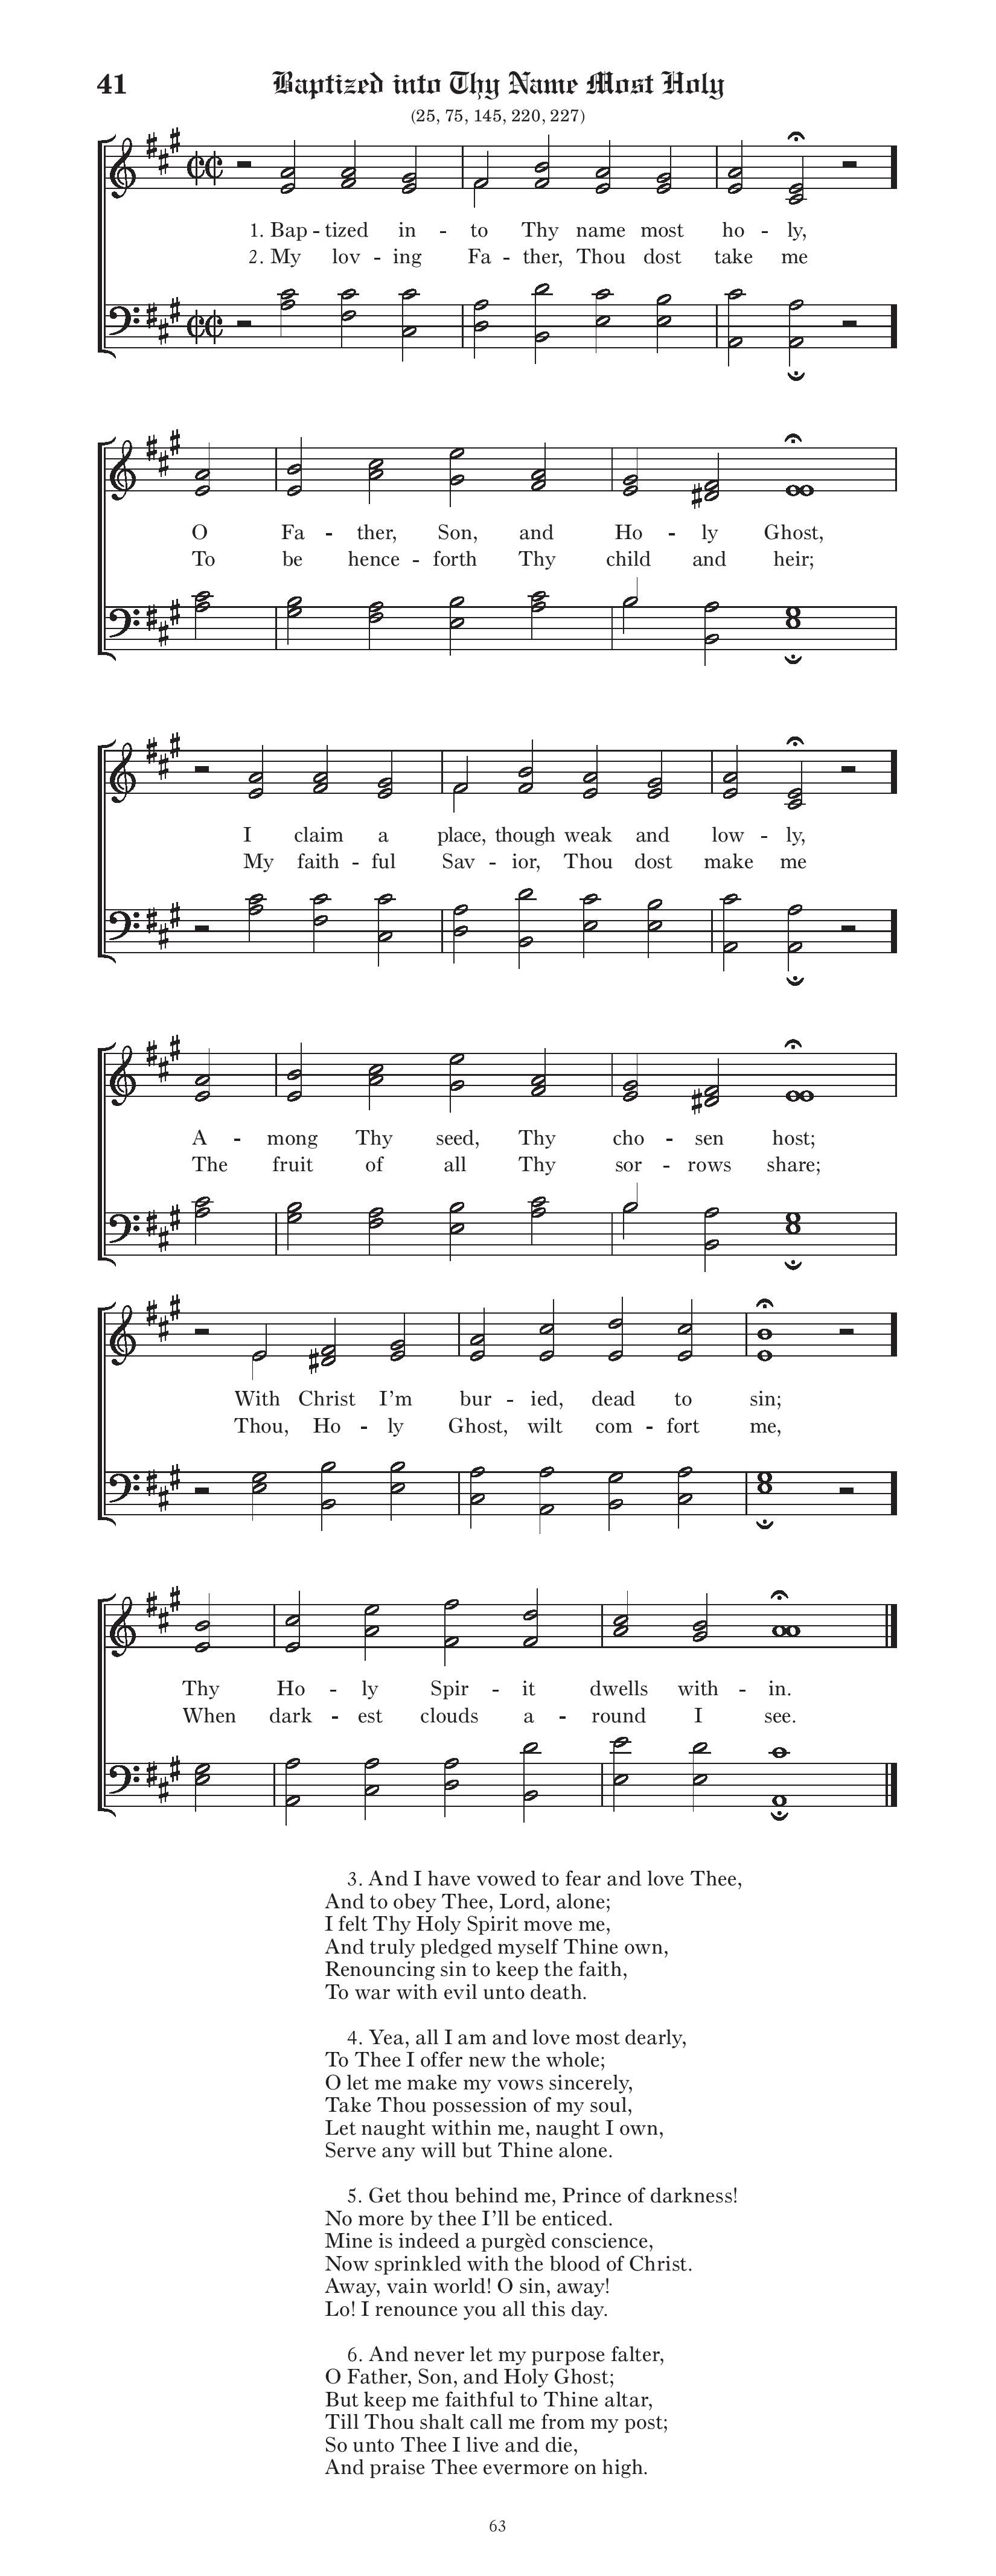 41 Baptized into Thy Name Most Holy
(25, 75, 145, 220, 227)
1. Bap - tized in - to Thy name most ho - ly,
2. My lov - ing Fa - ther, Thou dost take me
O Fa - ther, Son, and Ho - ly Ghost,
To be hence - forth Thy child and heir;
I claim a place, though weak and low - ly,
My faith - ful Sav - ior, Thou dost make me
A - mong Thy seed, Thy cho - sen host;
The fruit of all Thy sor - rows share;
With Christ I’m bur - ied, dead to sin;
Thou, Ho - ly Ghost, wilt com - fort me,
Thy Ho - ly Spir - it dwells with - in.
When dark - est clouds a - round I see.
3. And I have vowed to fear and love Thee,
And to obey Thee, Lord, alone;
I felt Thy Holy Spirit move me,
And truly pledged myself Thine own,
Renouncing sin to keep the faith,
To war with evil unto death.
4. Yea, all I am and love most dearly,
To Thee I offer new the whole;
O let me make my vows sincerely,
Take Thou possession of my soul,
Let naught within me, naught I own,
Serve any will but Thine alone.
5. Get thou behind me, Prince of darkness!
No more by thee I’ll be enticed.
Mine is indeed a purgèd conscience,
Now sprinkled with the blood of Christ.
Away, vain world! O sin, away!
Lo! I renounce you all this day.
6. And never let my purpose falter,
O Father, Son, and Holy Ghost;
But keep me faithful to Thine altar,
Till Thou shalt call me from my post;
So unto Thee I live and die,
And praise Thee evermore on high.
63